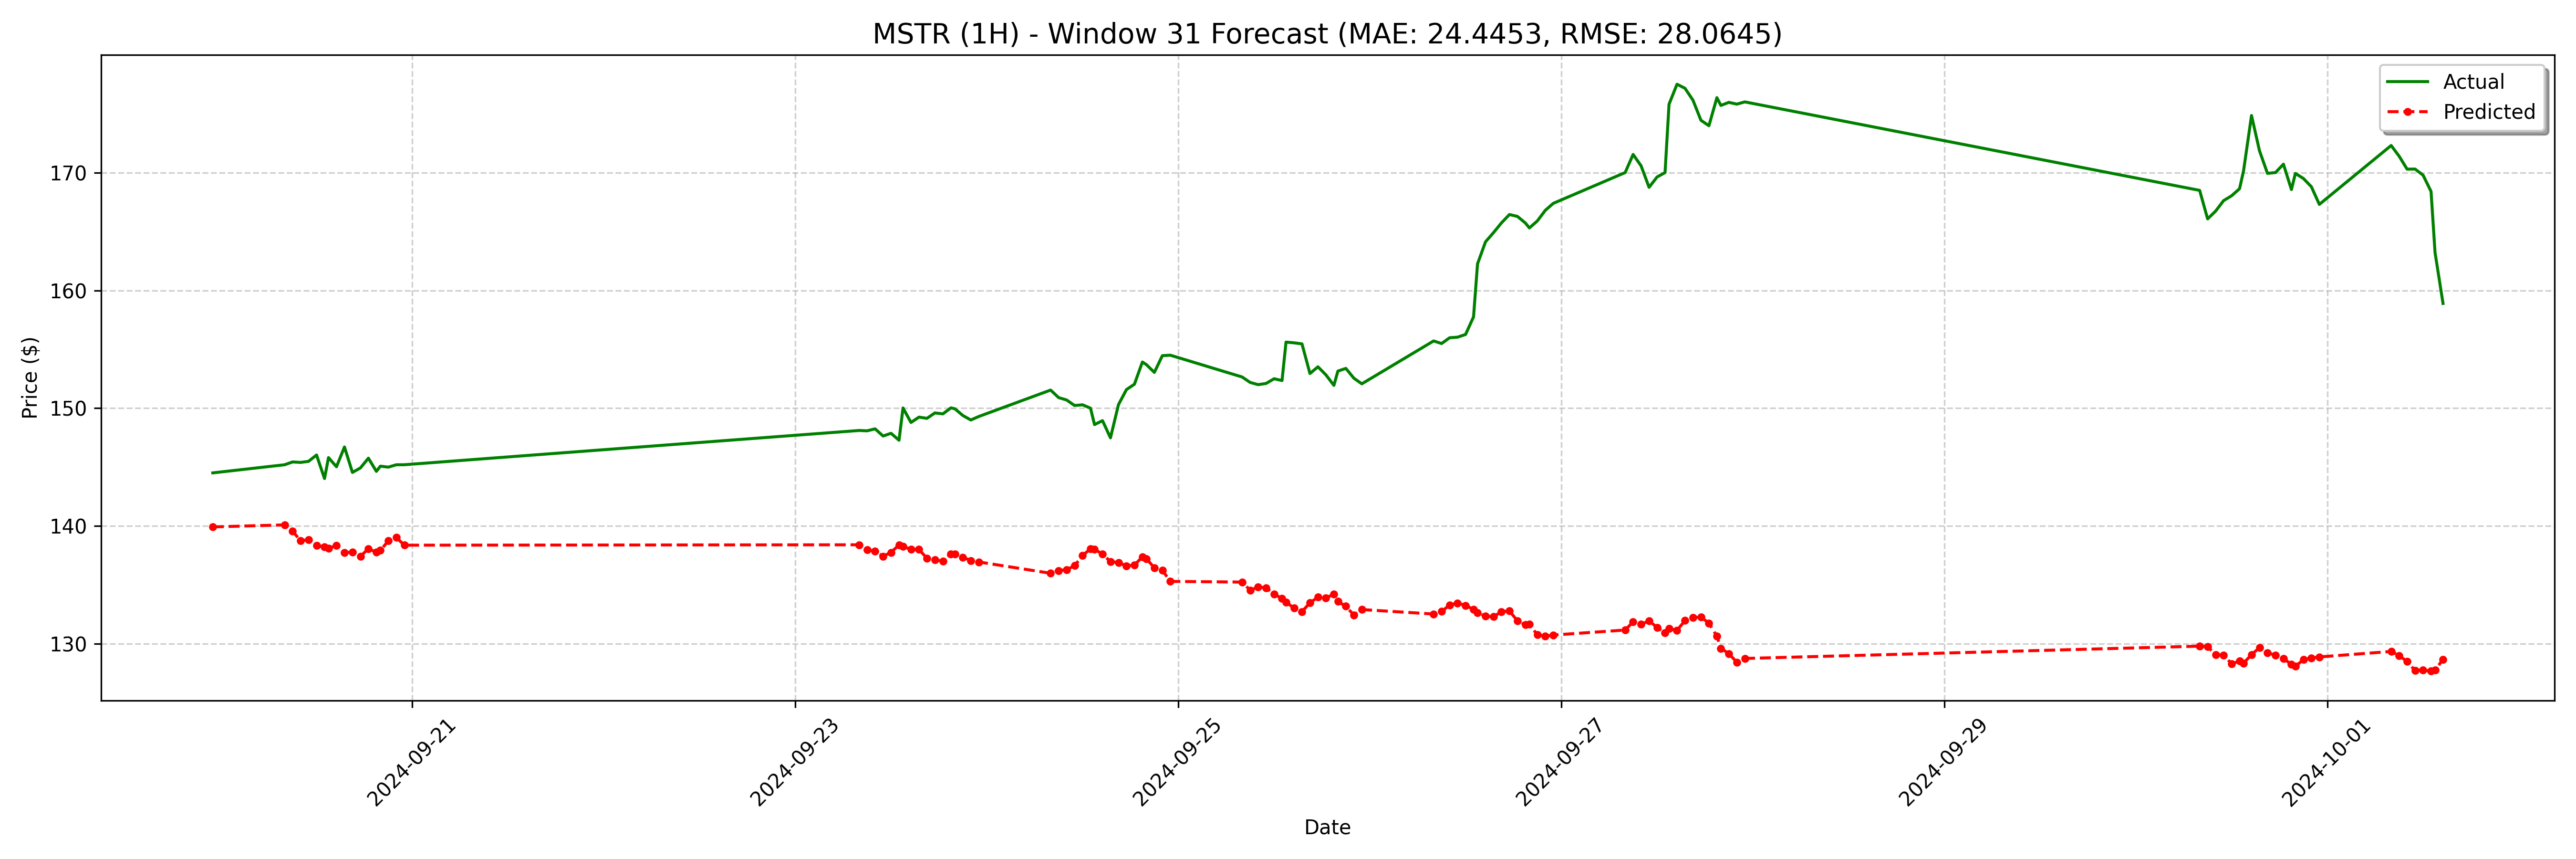 MSTR (1H) - Window 31 Forecast (MAE: 24.4453, RMSE: 28.0645)
Actual
Predicted
Price ($)
170
160
150
140
130
2024-09-21
2024-09-23
2024-09-25
2024-09-27
2024-09-29
2024-10-01
Date